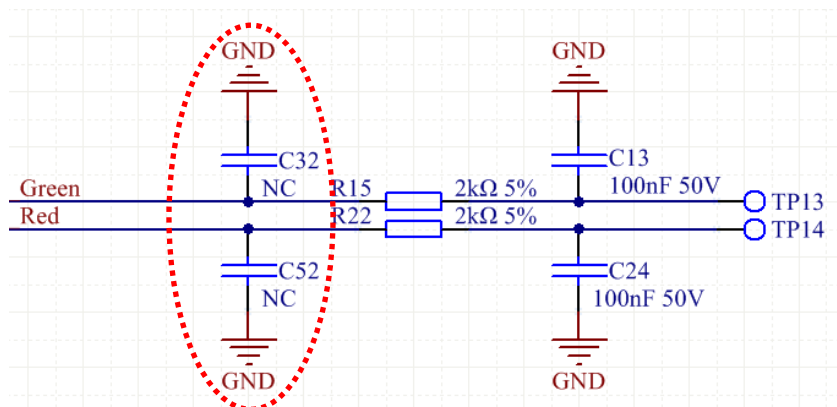 GND GND
C32 C13
NC 100nF 50V
Green R15 2kΩ 5% TP13
Red R22 2kΩ 5% TP14
C52 C24
NC 100nF 50V
GND GND